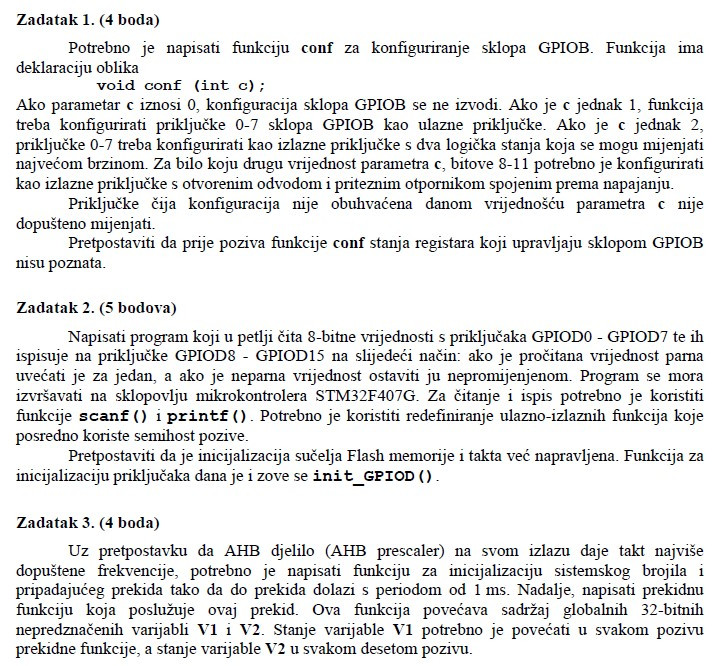 Zadatak 1. (4 boda)
Potrebno je napisati funkciju conf za konfiguriranje sklopa GPIOB. Funkcija ima
deklaraciju oblika
void conf (int c);
Ako parametar c iznosi 0, konfiguracija sklopa GPIOB se ne izvodi. Ako je c jednak 1, funkcija
treba konfigurirati priključke 0-7 sklopa GPIOB kao ulazne priključke. Ako je c jednak 2,
priključke 0-7 treba konfigurirati kao izlazne priključke s dva logička stanja koja se mogu mijenjati
najvećom brzinom. Za bilo koju drugu vrijednost parametra c, bitove 8-11 potrebno je konfigurirati
kao izlazne priključke s otvorenim odvodom i priteznim otpornikom spojenim prema napajanju.
Priključke čija konfiguracija nije obuhvaćena danom vrijednošću parametra c nije
dopušteno mijenjati.
Pretpostaviti da prije poziva funkcije conf stanja registara koji upravljaju sklopom GPIOB
nisu poznata.
Zadatak 2. (5 bodova)
Napisati program koji u petlji čita 8-bitne vrijednosti s priključaka GPIOD0 - GPIOD7 te ih
ispisuje na priključke GPIOD8 - GPIOD15 na slijedeći način: ako je pročitana vrijednost parna
uvećati je za jedan, a ako je neparna vrijednost ostaviti ju nepromijenjenom. Program se mora
izvršavati na sklopovlju mikrokontrolera STM32F407G. Za čitanje i ispis potrebno je koristiti
funkcije scanf() i printf(). Potrebno je koristiti redefiniranje ulazno-izlaznih funkcija koje
posredno koriste semihost pozive.
Pretpostaviti da je inicijalizacija sučelja Flash memorije i takta već napravljena. Funkcija za
inicijalizaciju priključaka dana je i zove se init_GPIOD().
Zadatak 3. (4 boda)
Uz pretpostavku da AHB djelilo (AHB prescaler) na svom izlazu daje takt najviše
dopuštene frekvencije, potrebno je napisati funkciju za inicijalizaciju sistemskog brojila i
pripadajućeg prekida tako da do prekida dolazi s periodom od 1 ms. Nadalje, napisati prekidnu
funkciju koja poslužuje ovaj prekid. Ova funkcija povećava sadržaj globalnih 32-bitnih
nepredznačenih varijabli V1 i V2. Stanje varijable V1 potrebno je povećati u svakom pozivu
prekidne funkcije, a stanje varijable V2 u svakom desetom pozivu.